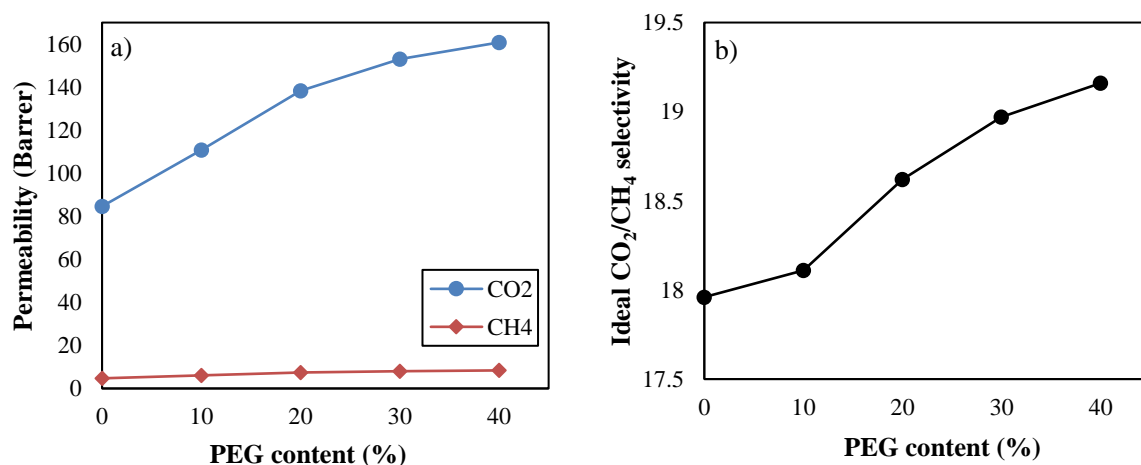 a)
Permeability (Barrer)
160
140
120
100
80
60
40
20
0
CO2
CH4
0 10 20 30 40
PEG content (%)
b)
Ideal CO₂/CH₄ selectivity
19.5
19
18.5
18
17.5
0 10 20 30 40
PEG content (%)